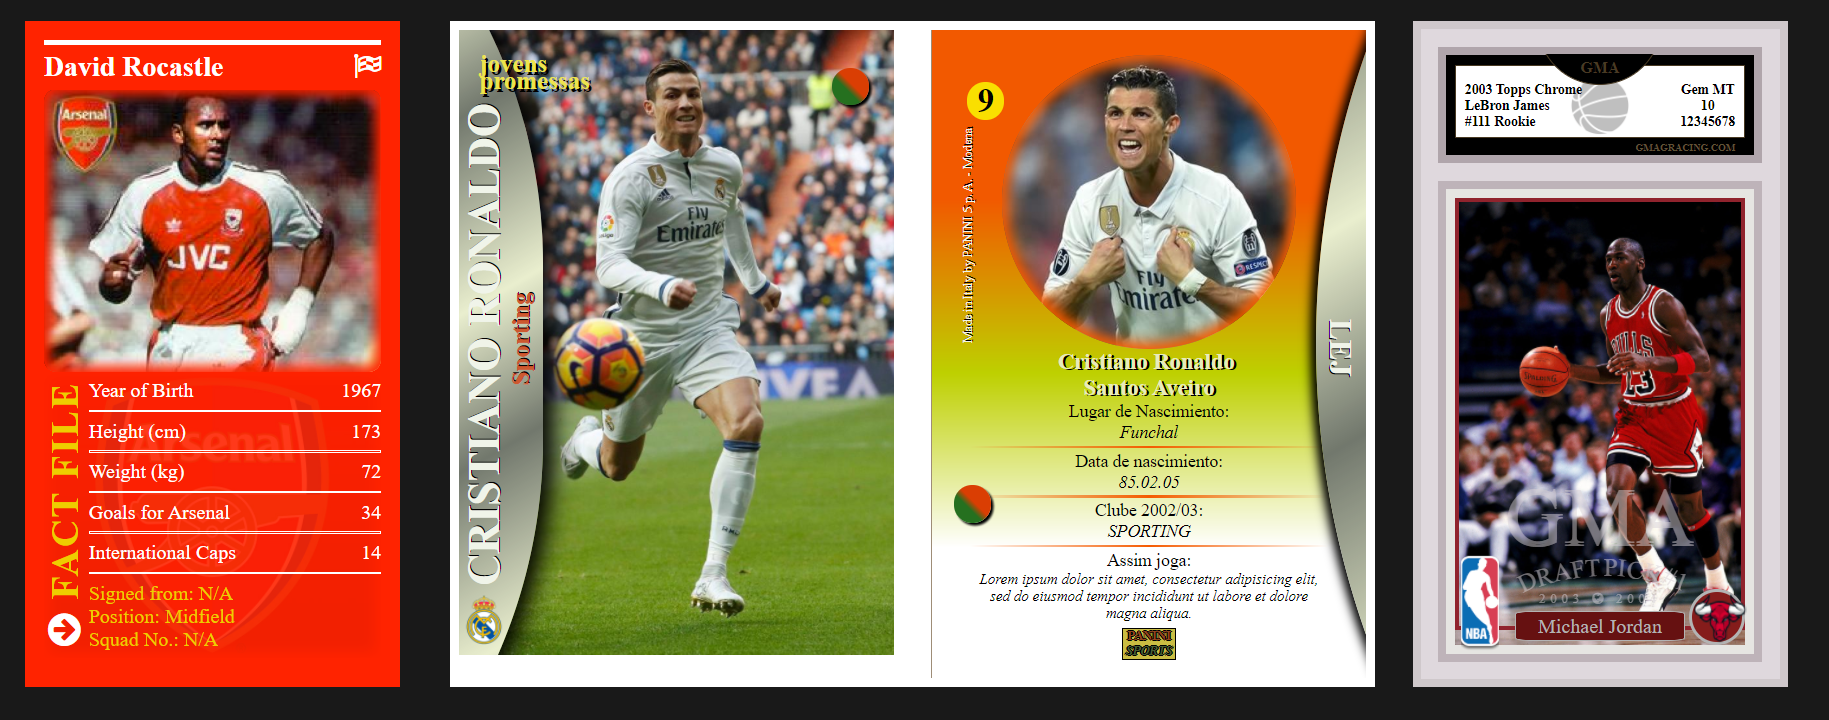 David Rocastle
Arsenal
JVC
FACT FILE
Year of Birth 1967
Height (cm) 173
Weight (kg) 72
Goals for Arsenal 34
International Caps 14
Signed from: N/A
Position: Midfield
Squad No.: N/A
Arsenal
jovens
promessas
CRISTIANO RONALDO
Sporting
Fly
Emirates
9
Made in Italy by PANINI S p. A. - Modena
Fly
Emirate
RESPECT
LEJ
Cristiano Ronaldo
Santos Aveiro
Lugar de Nascimiento:
Funchal
Data de nascimiento:
85.02.05
Clube 2002/03:
SPORTING
Assim joga:
Lorem ipsum dolor sit amet, consectetur adipisicing elit,
sed do eiusmod tempor incididunt ut labore et dolore
magna aliqua.
PANINI
SPORTS
GMA
2003 Topps Chrome Gem MT
LeBron James 10
#111 Rookie 12345678
GMAGRACING.COM
BULLS
23
SPALDING
GMA
DRAFT
2003
NBA
Michael Jordan